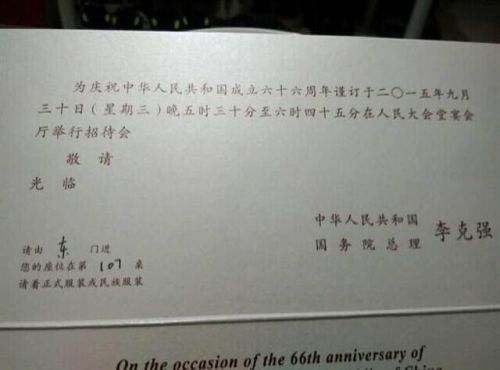 为庆祝中华人民共和国成立六十六周年谨订于二〇一五年九月
三十日（星期三）晚五时三十分至六时四十五分在人民大会堂宴会
厅举行招待会
敬请
光临
中华人民共和国
国务院总理 李克强
请由 东 门进
您的座位在第 107 桌
请着正式服装或民族服装
On the occasion of the 66th anniversary of
of China